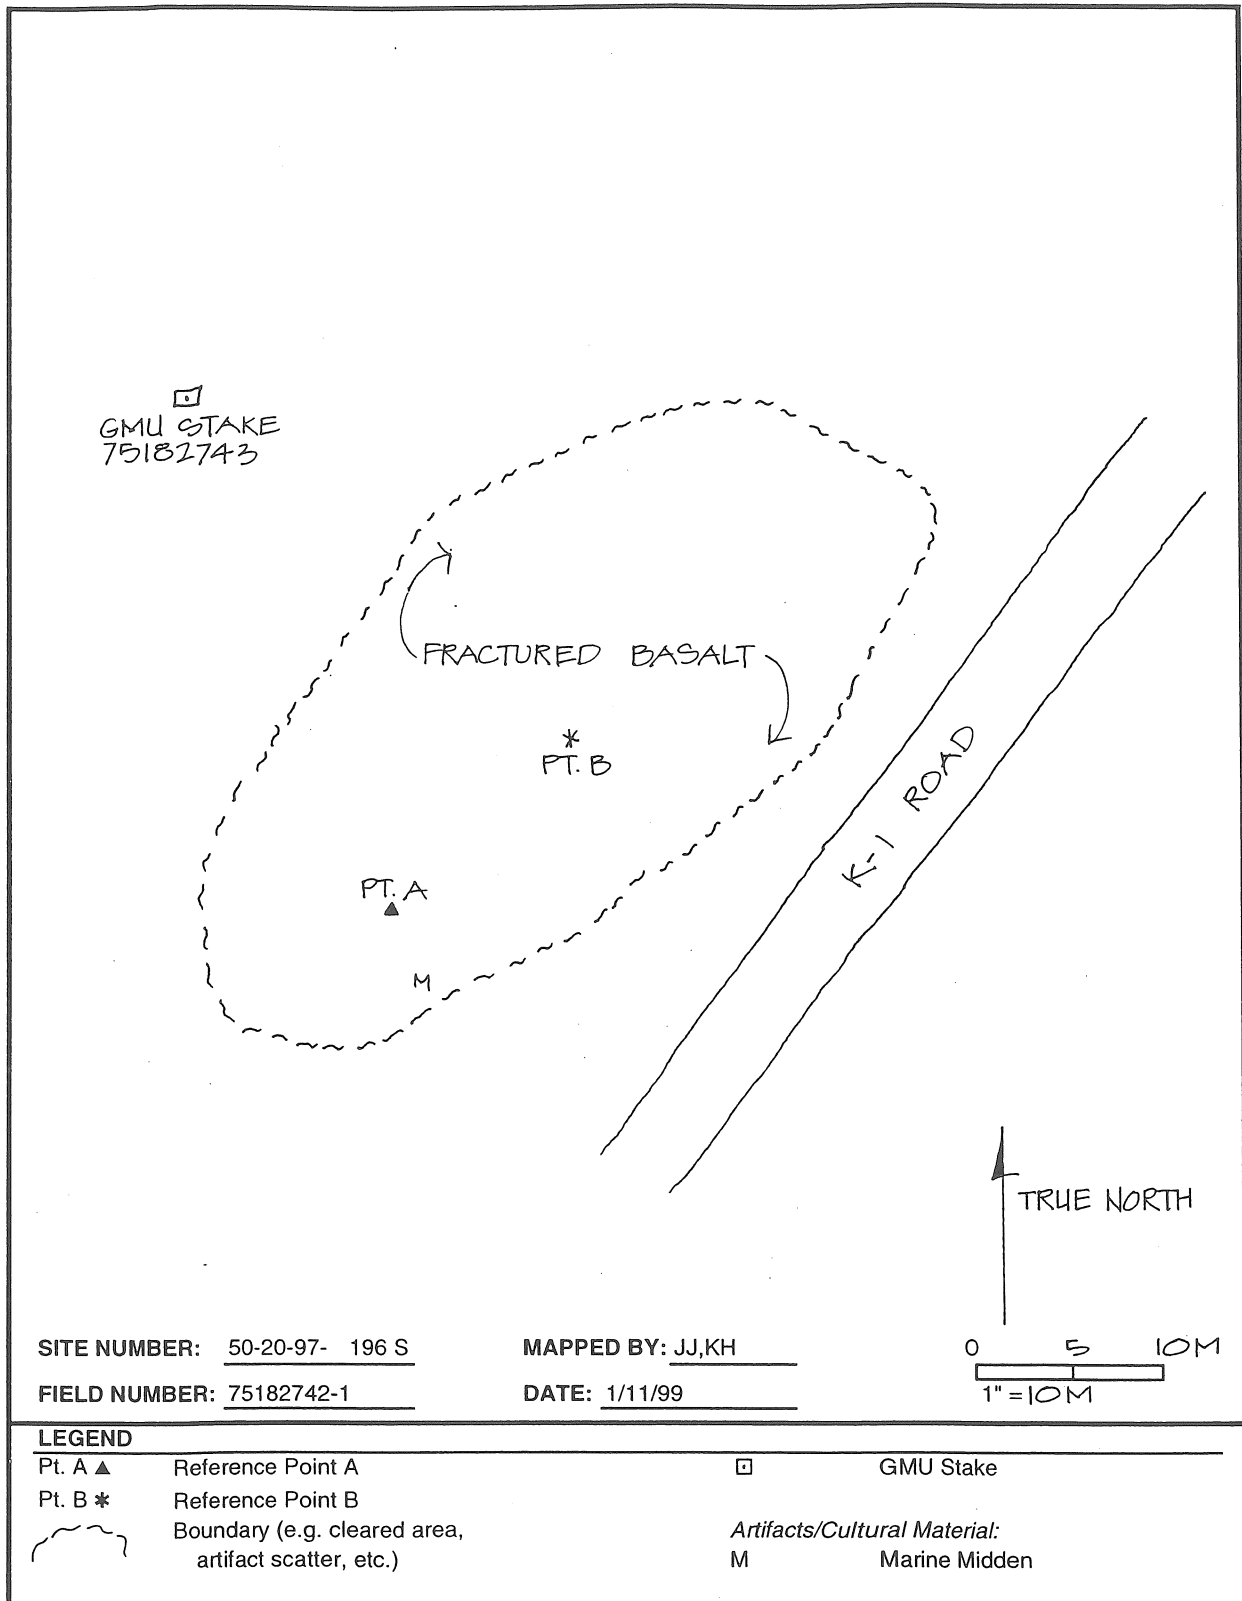 GMU STAKE
75182743
FRACTURED BASALT
PT. B
K-1 ROAD
PT. A
M
TRUE NORTH
SITE NUMBER: 50-20-97- 196 S
MAPPED BY: JJ,KH
0 5 10M
FIELD NUMBER: 75182742-1
DATE: 1/11/99
1" = 10M
LEGEND
Pt. A Reference Point A
GMU Stake
Pt. B Reference Point B
Boundary (e.g. cleared area,
artifact scatter, etc.)
Artifacts/Cultural Material:
M Marine Midden